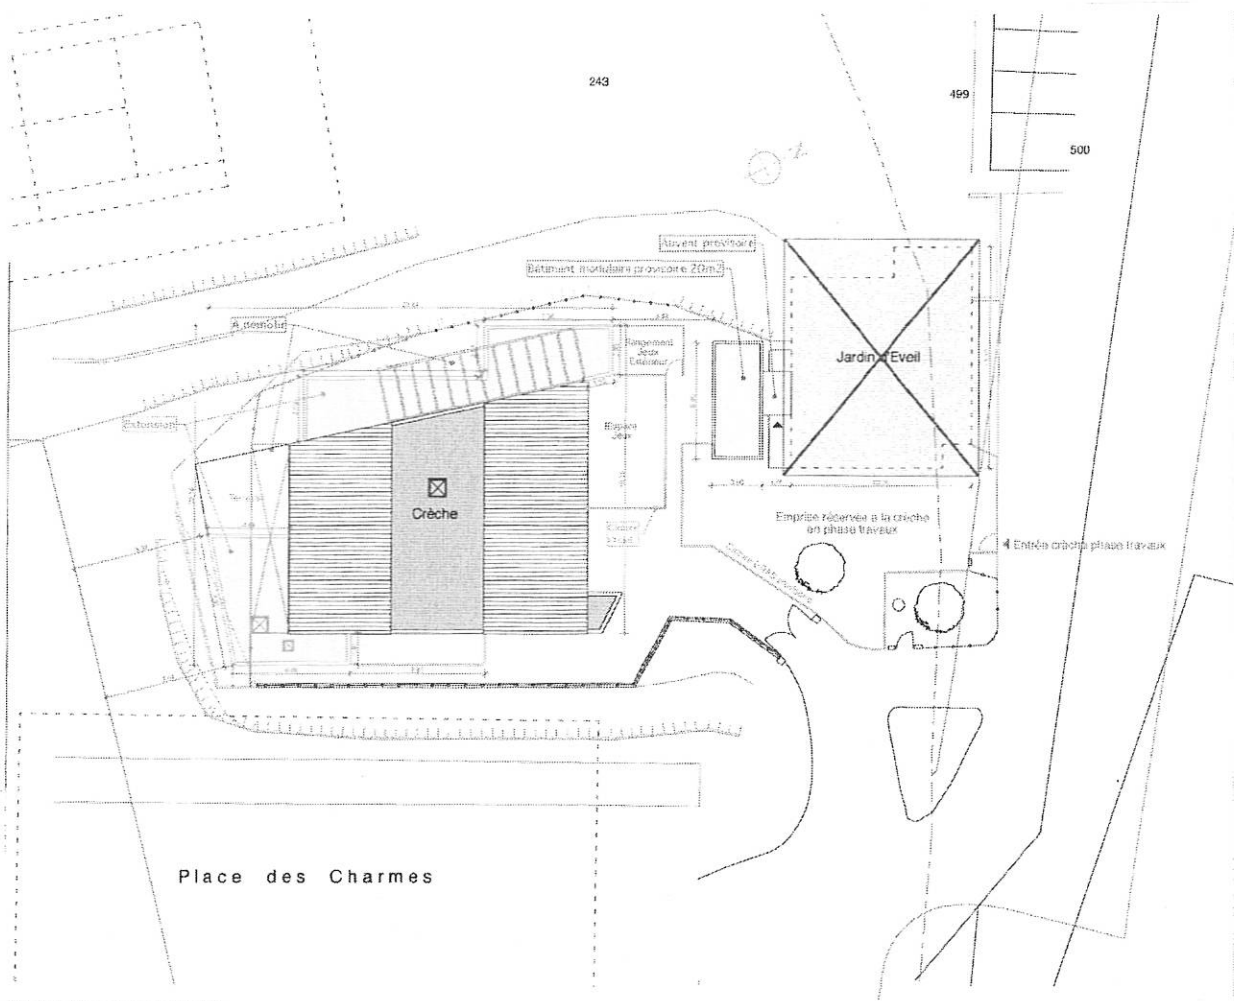 243
499
500
Auvent provisoire
Bâtiment modulaire provisoire 20m2
A démolir
Rangement
Jeux
Extérieur
Jardin d'Eveil
Extension
Espace
Jeux
Crèche
Emprise réservée a la crèche
en phase travaux
Entrée crèche phase travaux
Place des Charmes